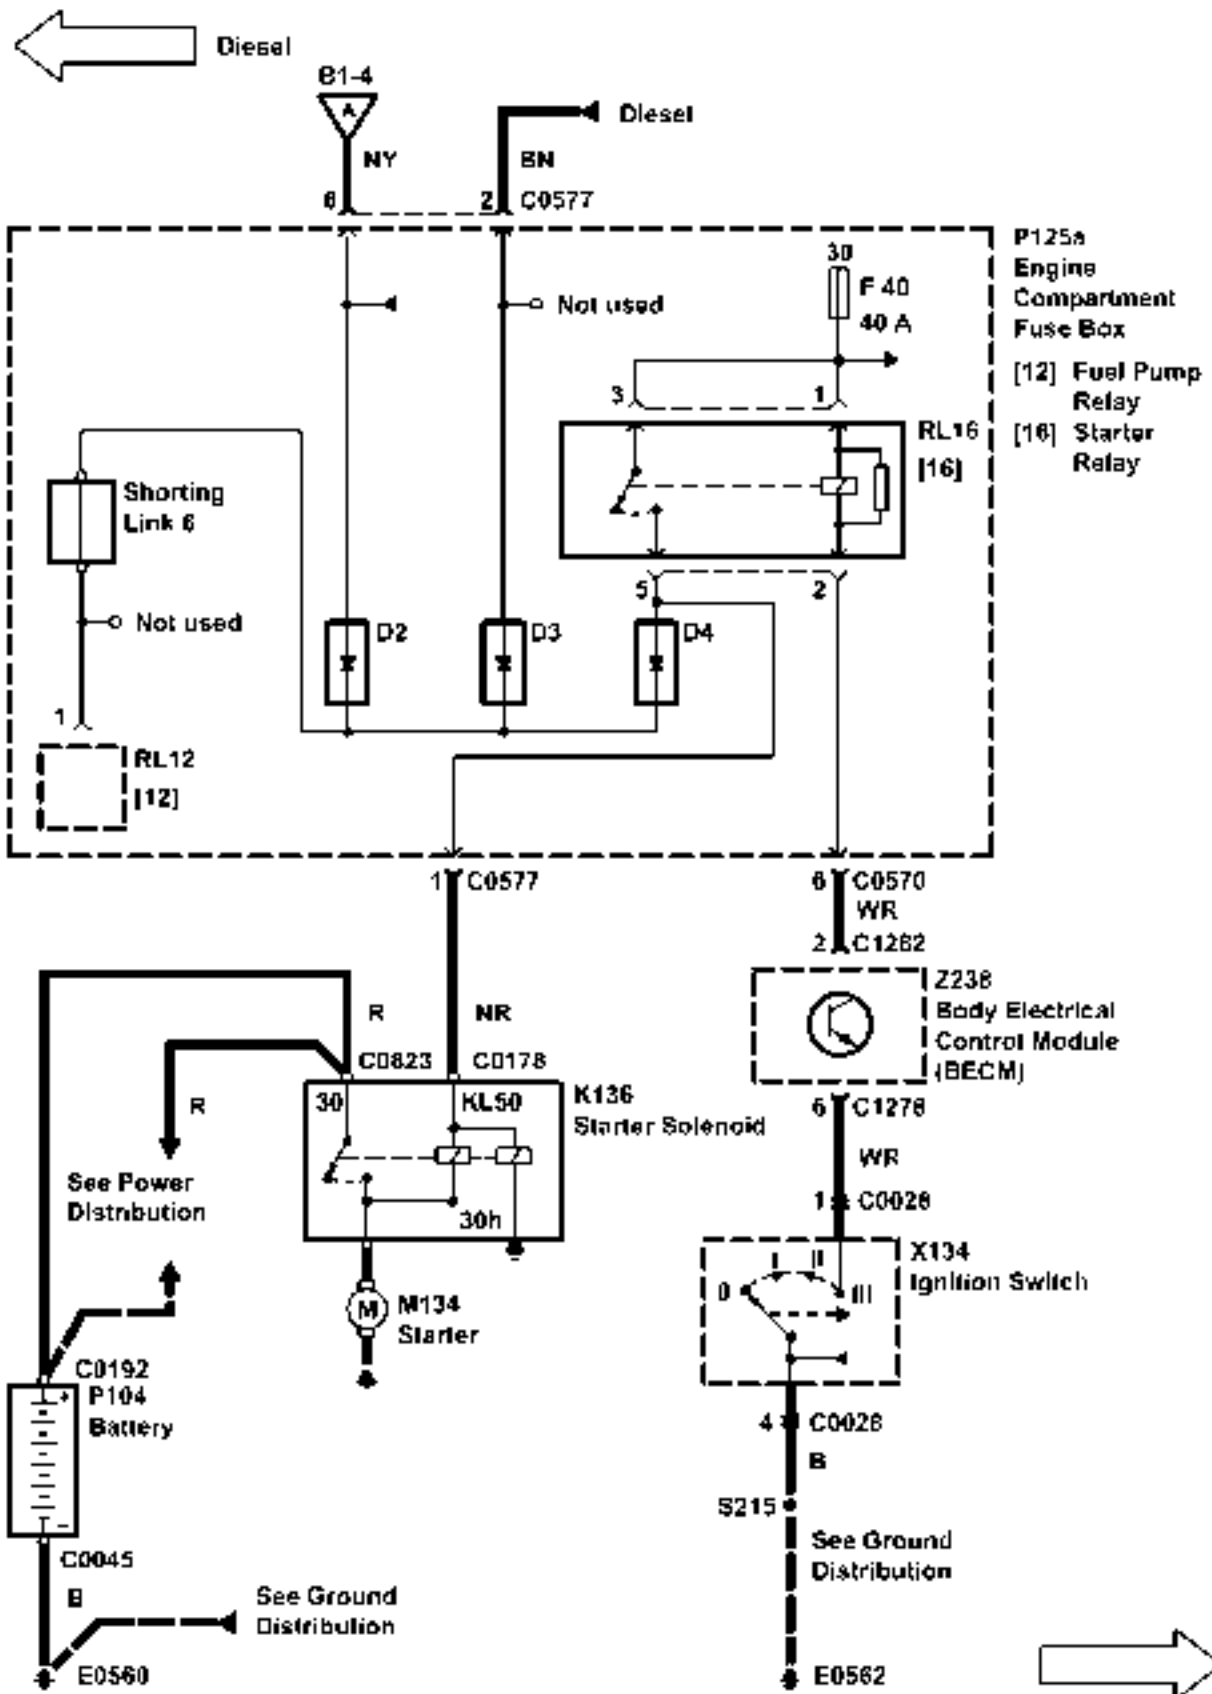 Diesel
B1-4
A
Diesel
NY
BN
6
2
C0577
P125a
Engine
Compartment
Fuse Box
[12] Fuel Pump
Relay
[16] Starter
Relay
30
F 40
40 A
Not used
3
1
RL16
[16]
Shorting
Link 6
5
2
Not used
D2
D3
D4
1
RL12
[12]
1
C0577
6
C0570
WR
2
C1262
Z238
Body Electrical
Control Module
(BECM)
R
NR
C0823
C0178
6
C1278
R
30
KL50
K136
Starter Solenoid
WR
See Power
Distribution
1
C0028
30h
X134
Ignition Switch
0
I
II
III
M
M134
Starter
C0192
P104
Battery
+
-
4
C0028
B
S215
See Ground
Distribution
C0045
B
See Ground
Distribution
E0560
E0562